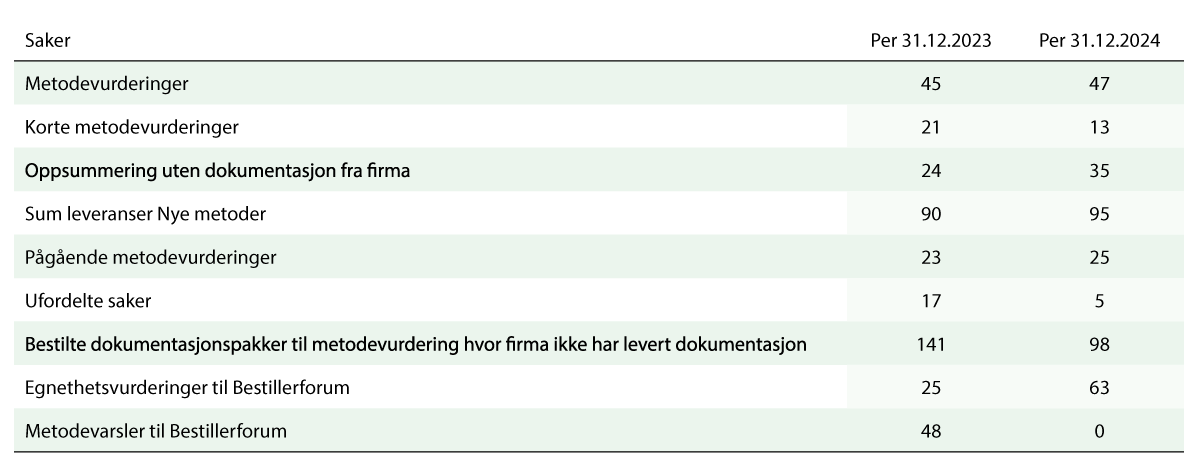 Saker Per 31.12.2023 Per 31.12.2024
Metodevurderinger 45 47
Korte metodevurderinger 21 13
Oppsummering uten dokumentasjon fra firma 24 35
Sum leveranser Nye metoder 90 95
Pågående metodevurderinger 23 25
Ufordelte saker 17 5
Bestilte dokumentasjonspakker til metodevurdering hvor firma ikke har levert dokumentasjon 141 98
Egnethetsvurderinger til Bestillerforum 25 63
Metodevarsler til Bestillerforum 48 0